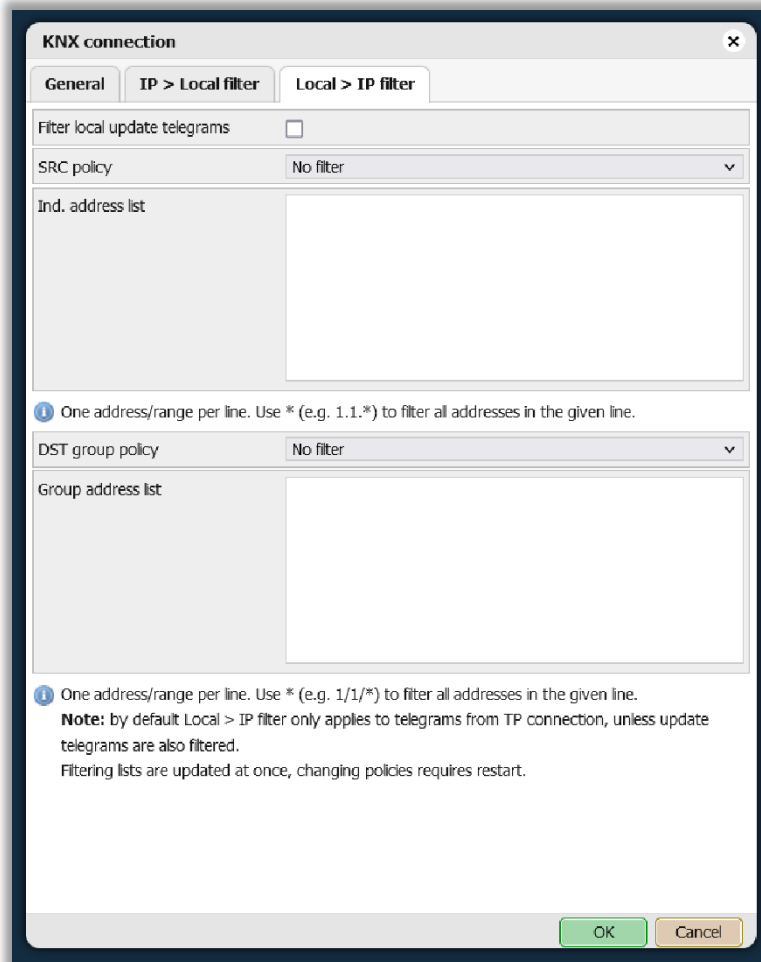 KNX connection
General
IP > Local filter
Local > IP filter
Filter local update telegrams
SRC policy
No filter
Ind. address list
One address/range per line. Use * (e.g. 1.1.*) to filter all addresses in the given line.
DST group policy
No filter
Group address list
One address/range per line. Use * (e.g. 1/1/*) to filter all addresses in the given line.
Note: by default Local > IP filter only applies to telegrams from TP connection, unless update
telegrams are also filtered.
Filtering lists are updated at once, changing policies requires restart.
OK
Cancel